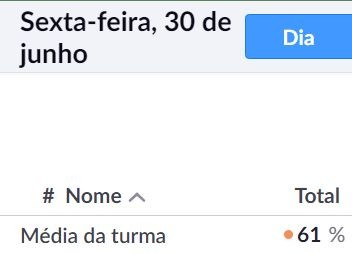 Sexta-feira, 30 de
junho
Dia
# Nome Total
Média da turma 61 %